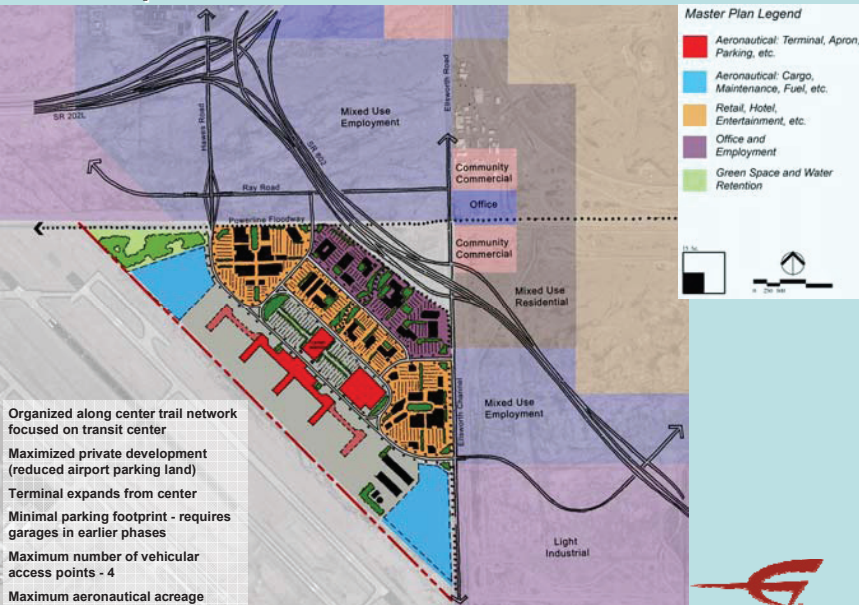 Master Plan Legend
Aeronautical: Terminal, Apron,
Parking, etc.
Aeronautical: Cargo,
Maintenance, Fuel, etc.
Retail, Hotel,
Entertainment, etc.
Office and
Employment
Green Space and Water
Retention
SR 202L
Hawes Road
Mixed Use
Employment
SR 802
Ellsworth Road
Ray Road
Powerline Floodway
Community
Commercial
Office
Community
Commercial
Mixed Use
Residential
Mixed Use
Employment
Ellsworth Channel
Light
Industrial
Organized along center trail network
focused on transit center
Maximized private development
(reduced airport parking land)
Terminal expands from center
Minimal parking footprint - requires
garages in earlier phases
Maximum number of vehicular
access points - 4
Maximum aeronautical acreage